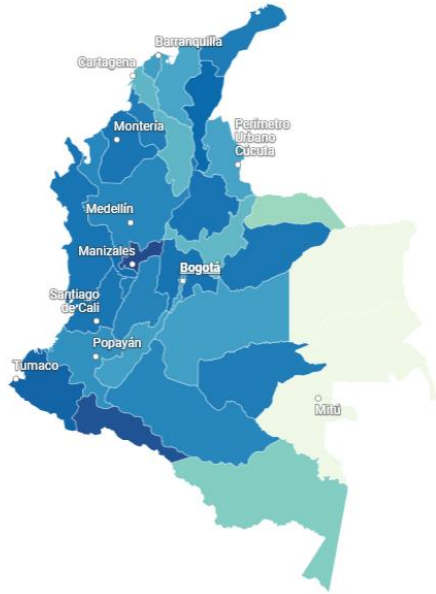 Barranquilla
Cartagena
Montería
Perímetro
Urbano
Cúcuta
Medellín
Manizales
Bogotá
Santiago
de Cali
Popayán
Tumaco
Mitú